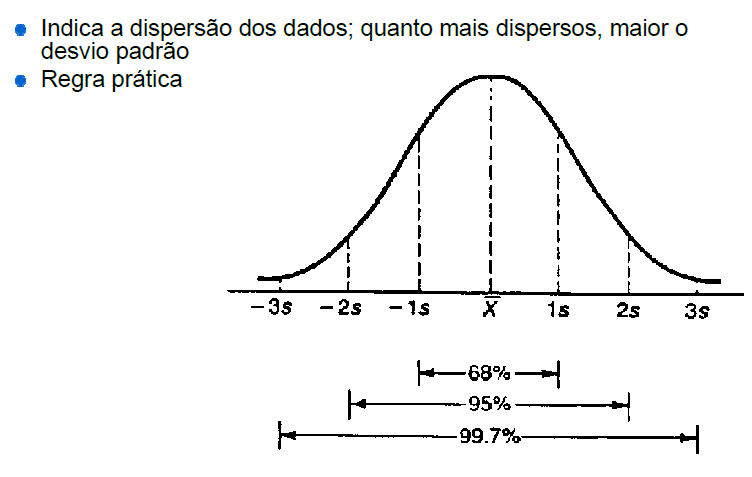 Indica a dispersão dos dados; quanto mais dispersos, maior o
desvio padrão
Regra prática
-3s -2s -1s X̄ 1s 2s 3s
68%
95%
99.7%